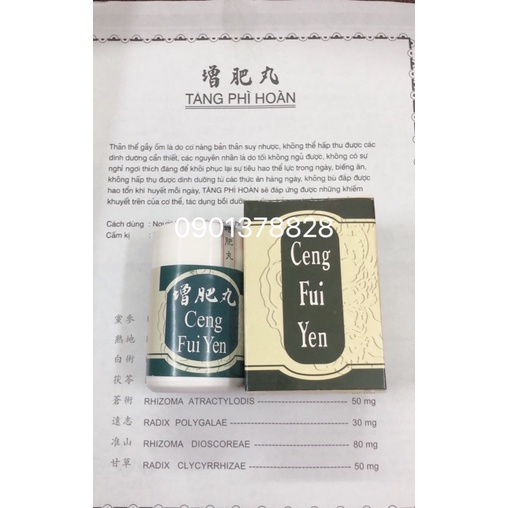 增肥丸
TĂNG PHÌ HOÀN
Thân thể gầy ốm là do cơ năng bản thân suy nhược, không thể hấp thu được các
dinh dưỡng cần thiết, các nguyên nhân là do tối không ngủ được, không có sự
nghỉ ngơi thích đáng để khôi phục lại sự tiêu hao thể lực trong ngày, biếng ăn,
không hấp thụ được dinh dưỡng từ các thức ăn hàng ngày, không bù đắp được
hao tổn khí huyết mỗi ngày, TĂNG PHÌ HOÀN sẽ đáp ứng được những khiếm
khuyết trên của cơ thể, tác dụng bồi
Cách dùng :
Cấm kị :
0901378828
肥丸
增肥丸
Ceng
Fui Yen
Ceng
Fui
Yen
黨參
熟地
白術
茯苓
蒼術 RHIZOMA ATRACTYLODIS 50 mg
遠志 RADIX POLYGALAE 30 mg
准山 RHIZOMA DIOSCOREAE 80 mg
甘草 RADIX CLYCYRRHIZAE 50 mg